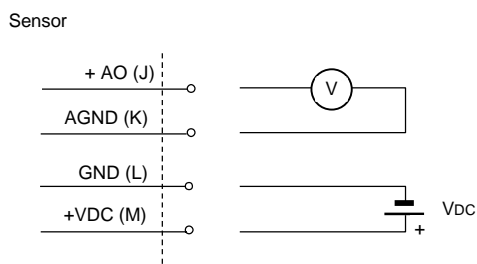 Sensor
+ AO (J)
V
AGND (K)
GND (L)
+VDC (M)
VDC
+